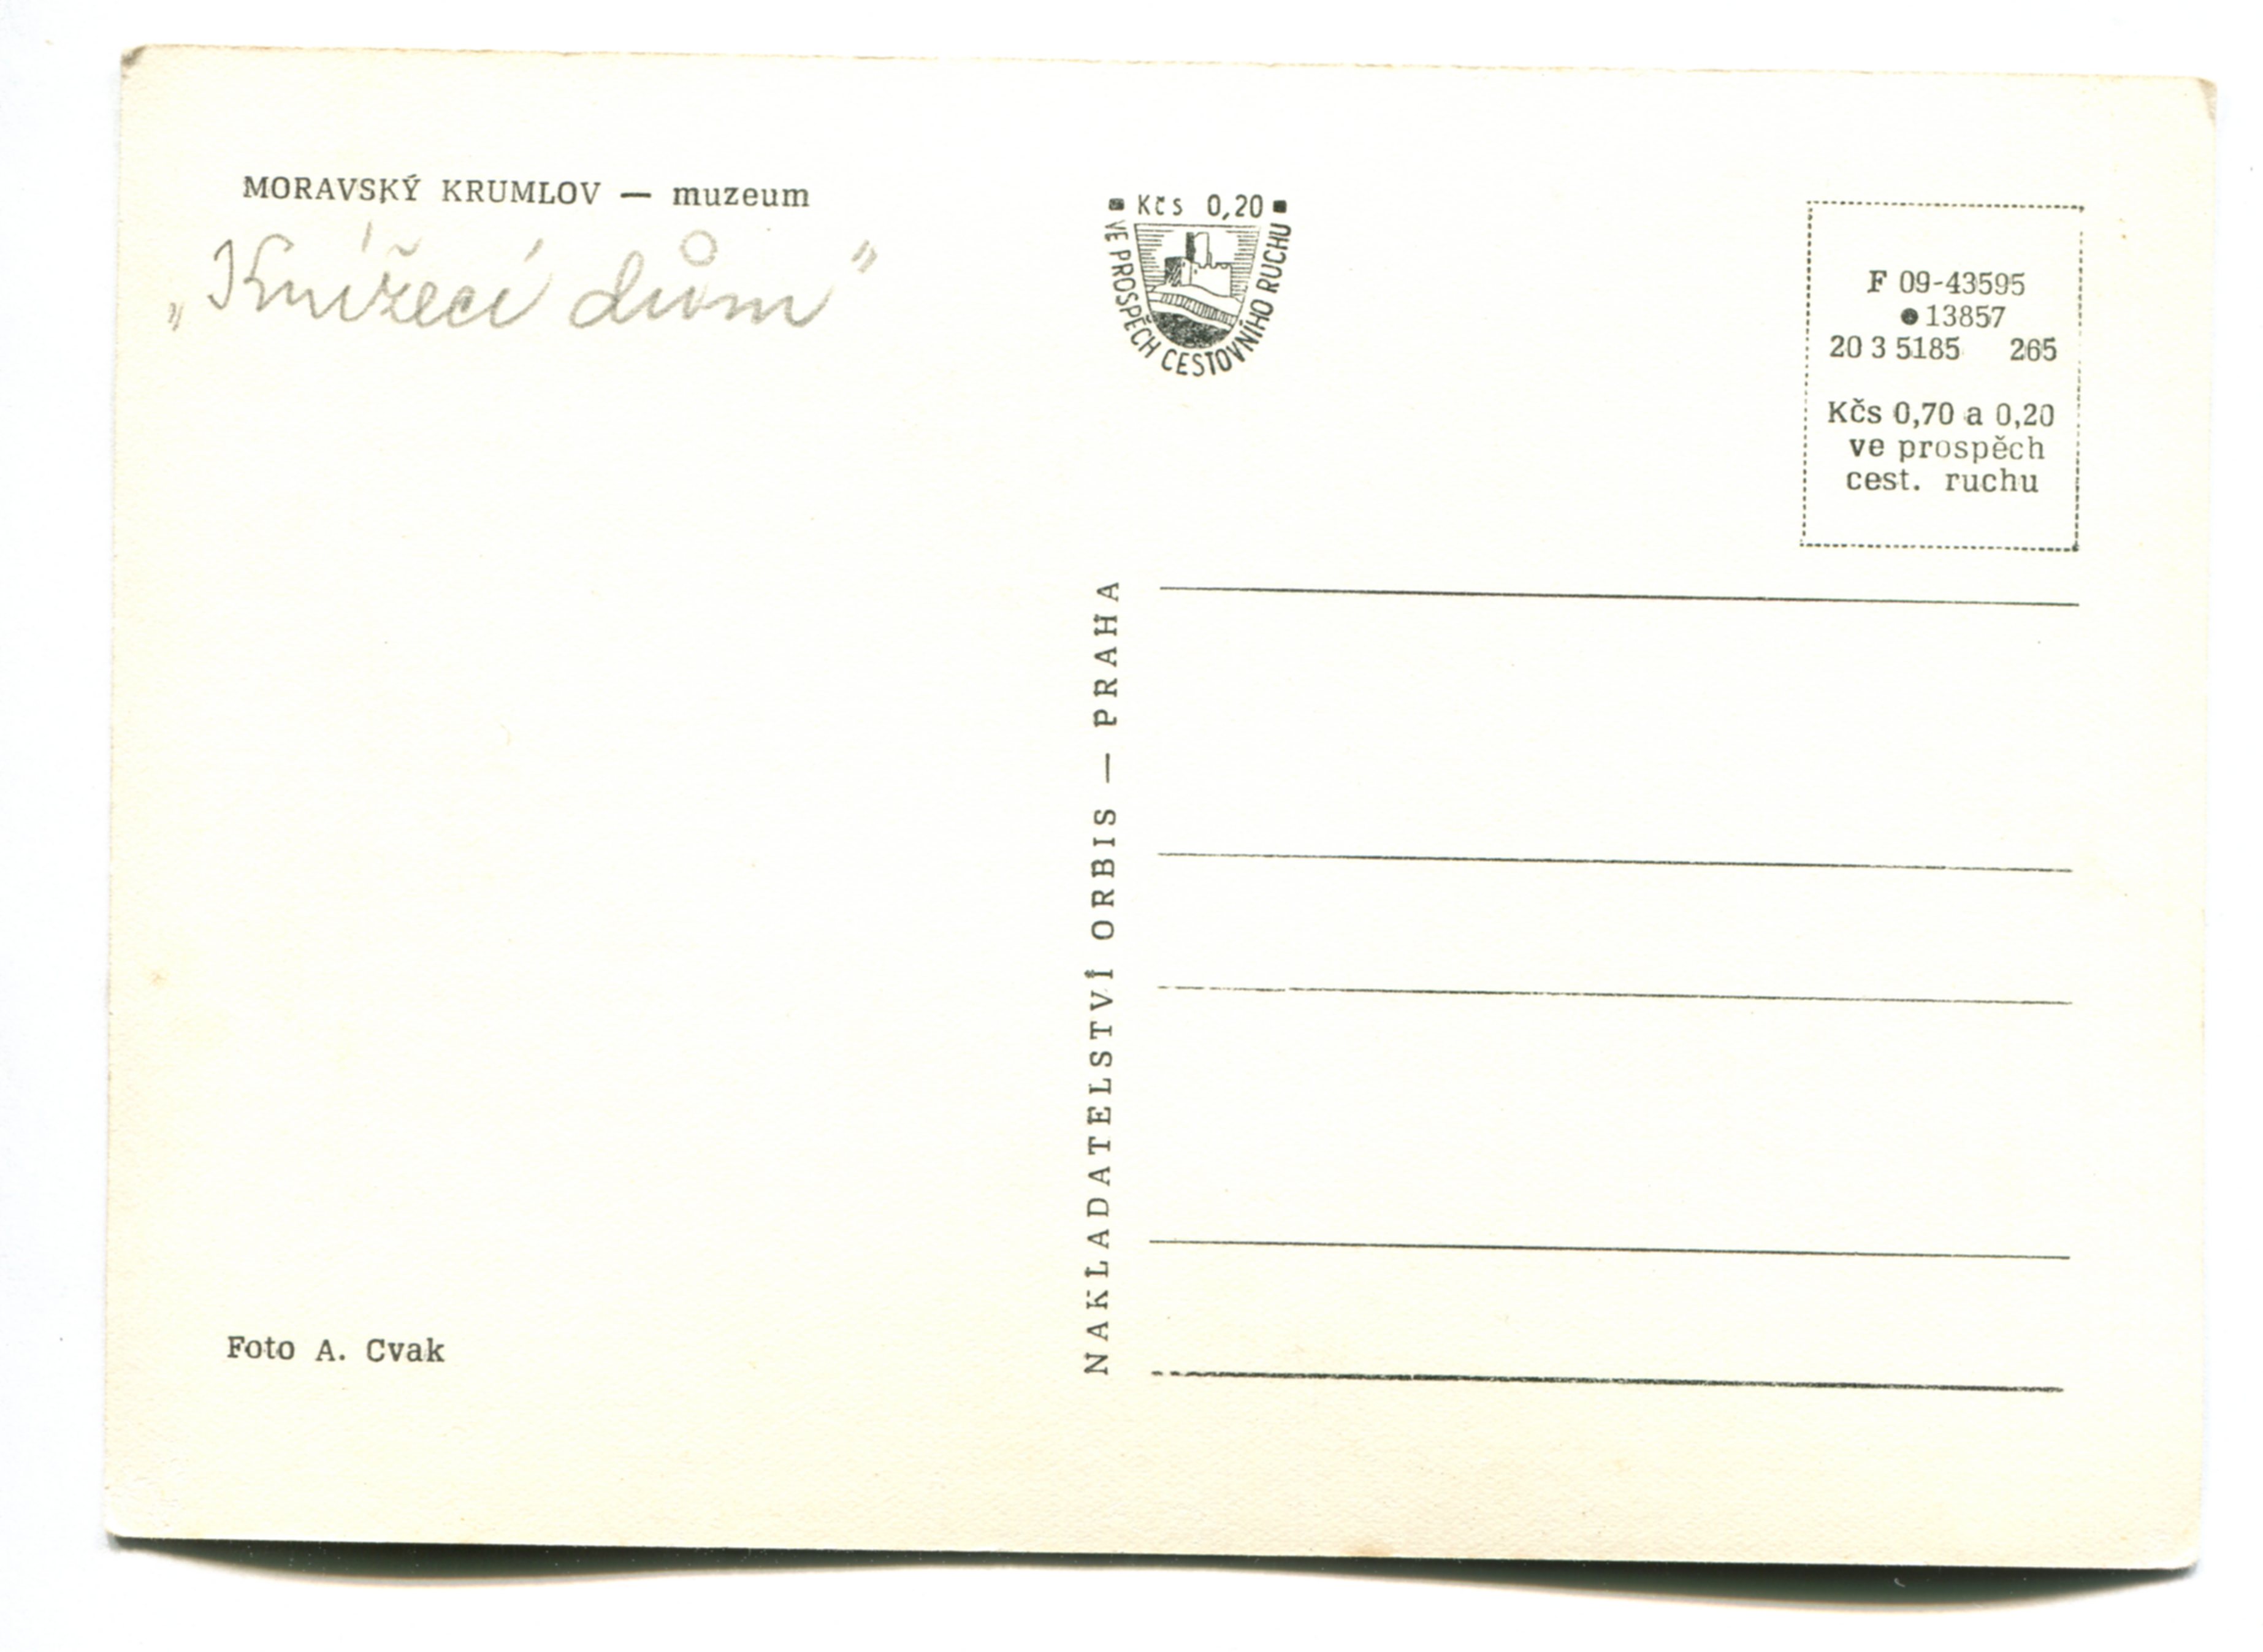 MORAVSKÝ KRUMLOV — muzeum
„Knížecí dům"
Kčs 0,20
VE PROSPĚCH CESTOVNÍHO RUCHU
F 09-43595
●13857
20 3 5185 265
Kčs 0,70 a 0,20
ve prospěch
cest. ruchu
NAKLADATELSTVÍ ORBIS — PRAHA
Foto A. Cvak